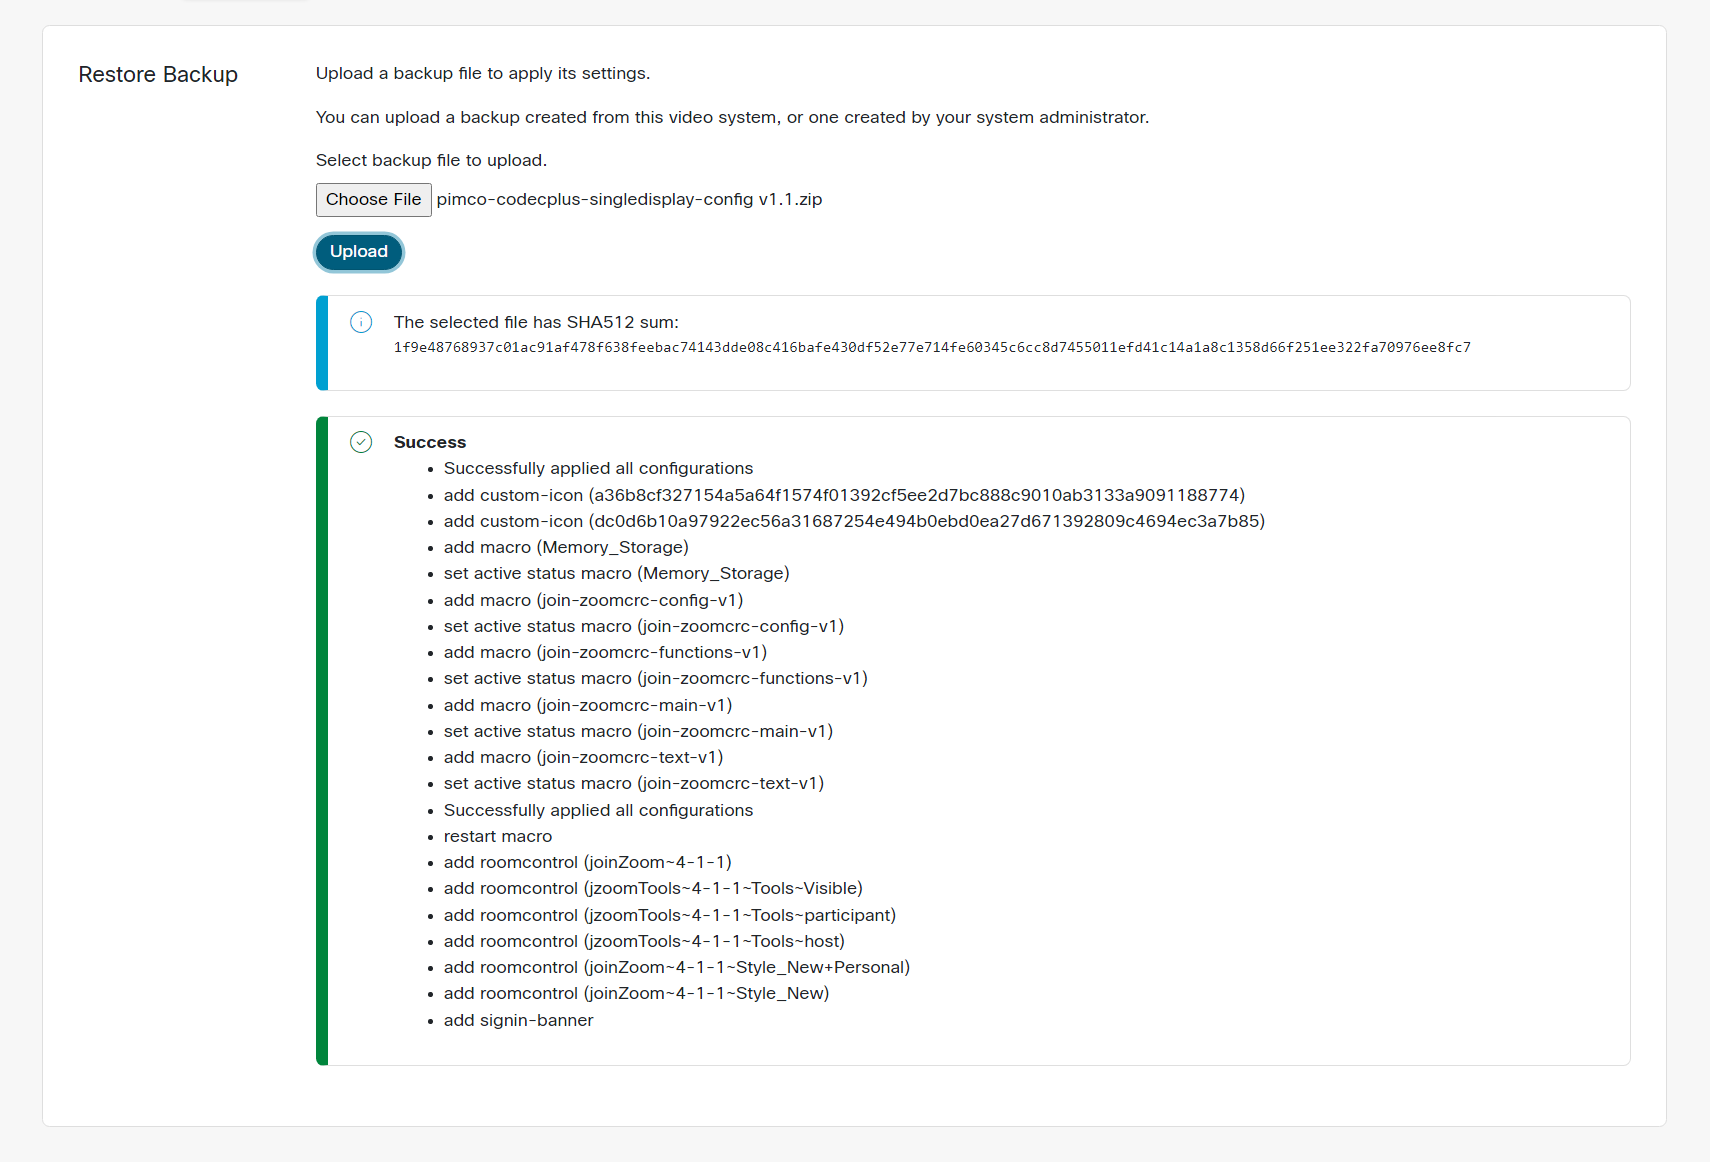 Restore Backup
Upload a backup file to apply its settings.
You can upload a backup created from this video system, or one created by your system administrator.
Select backup file to upload.
Choose File pimco-codecplus-singledisplay-config v1.1.zip
Upload
The selected file has SHA512 sum:
1f9e48768937c01ac91af478f638feebac74143dde08c416bafe430df52e77e714fe60345c6cc8d7455011efd41c14a1a8c1358d66f251ee322fa70976ee8fc7
Success
• Successfully applied all configurations
• add custom-icon (a36b8cf327154a5a64f1574f01392cf5ee2d7bc888c9010ab3133a9091188774)
• add custom-icon (dc0d6b10a97922ec56a31687254e494b0ebd0ea27d671392809c4694ec3a7b85)
• add macro (Memory_Storage)
• set active status macro (Memory_Storage)
• add macro (join-zoomcrc-config-v1)
• set active status macro (join-zoomcrc-config-v1)
• add macro (join-zoomcrc-functions-v1)
• set active status macro (join-zoomcrc-functions-v1)
• add macro (join-zoomcrc-main-v1)
• set active status macro (join-zoomcrc-main-v1)
• add macro (join-zoomcrc-text-v1)
• set active status macro (join-zoomcrc-text-v1)
• Successfully applied all configurations
• restart macro
• add roomcontrol (joinZoom~4-1-1)
• add roomcontrol (jzoomTools~4-1-1~Tools~Visible)
• add roomcontrol (jzoomTools~4-1-1~Tools~participant)
• add roomcontrol (jzoomTools~4-1-1~Tools~host)
• add roomcontrol (joinZoom~4-1-1~Style_New+Personal)
• add roomcontrol (joinZoom~4-1-1~Style_New)
• add signin-banner